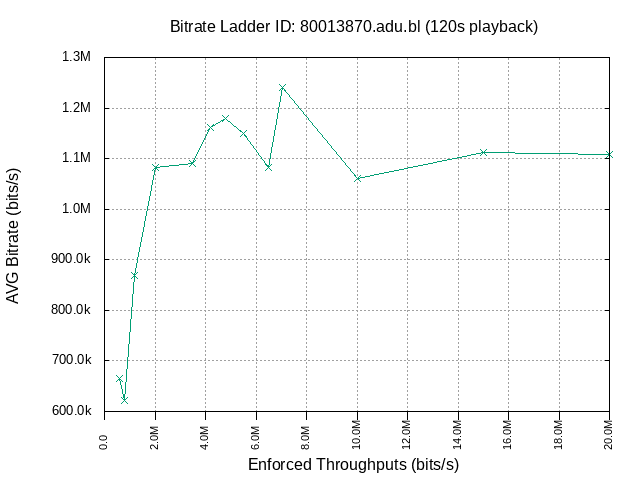 Bitrate Ladder ID: 80013870.adu.bl (120s playback)
1.3M
1.2M
1.1M
1.0M
900.0k
800.0k
700.0k
600.0k
AVG Bitrate (bits/s)
0.0
2.0M
4.0M
6.0M
8.0M
10.0M
12.0M
14.0M
16.0M
18.0M
20.0M
Enforced Throughputs (bits/s)